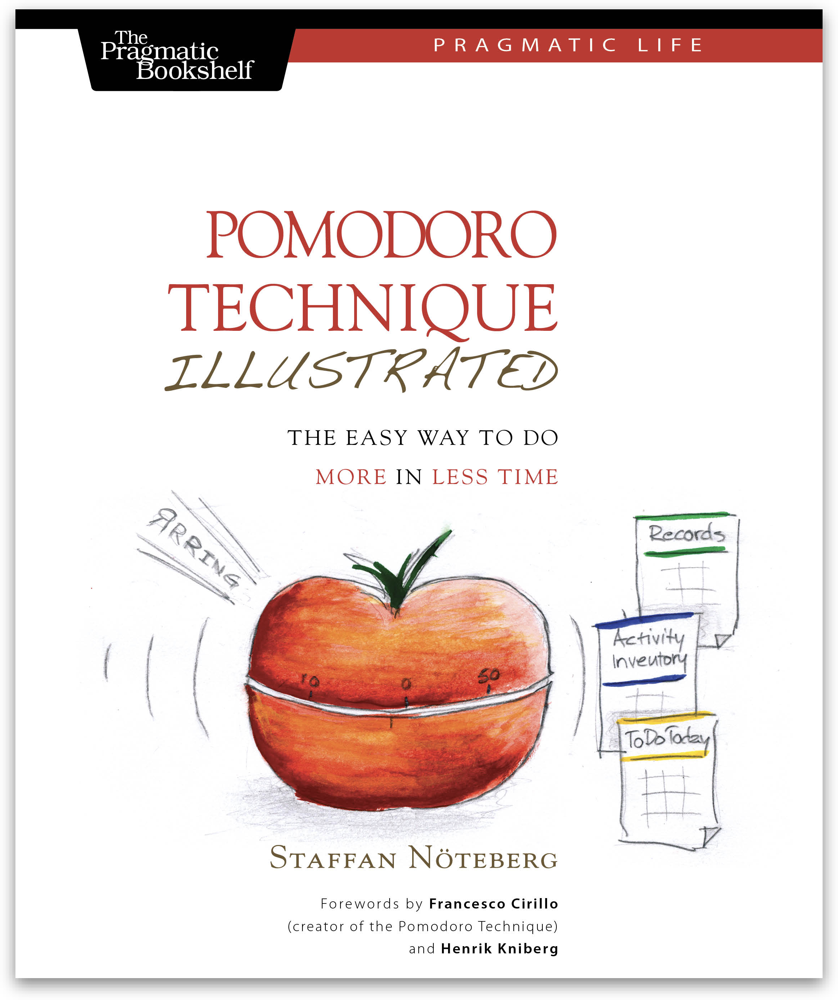 The
Pragmatic
Bookshelf
PRAGMATIC LIFE
POMODORO
TECHNIQUE
ILLUSTRATED
THE EASY WAY TO DO
MORE IN LESS TIME
ARRING
Records
Activity
Inventory
ToDo Today
10 0 50
STAFFAN NÖTEBERG
Forewords by Francesco Cirillo
(creator of the Pomodoro Technique)
and Henrik Kniberg